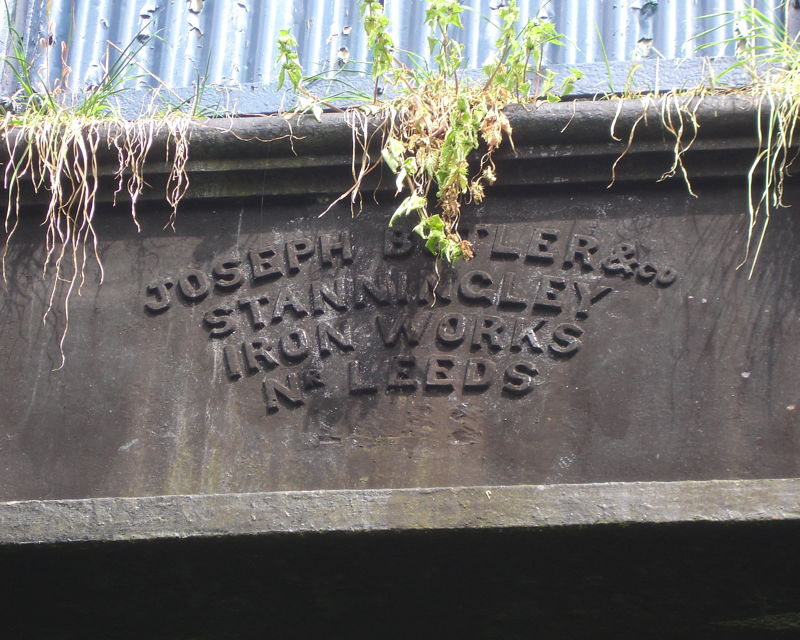 JOSEPH BUTLER & CO
STANNINGLEY
IRON WORKS
NR LEEDS